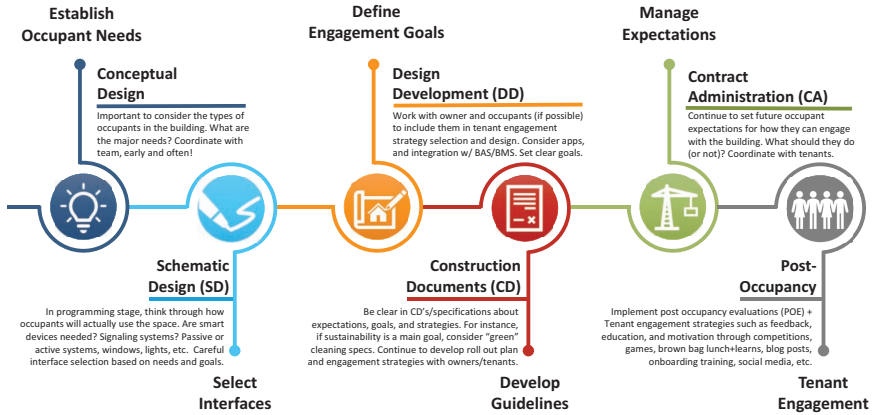 Establish
Occupant Needs
Conceptual
Design
Important to consider the types of
occupants in the building. What are
the major needs? Coordinate with
team, early and often!
Schematic
Design (SD)
In programming stage, think through how
occupants will actually use the space. Are smart
devices needed? Signaling systems? Passive or
active systems, windows, lights, etc. Careful
interface selection based on needs and goals.
Select
Interfaces
Define
Engagement Goals
Design
Development (DD)
Work with owner and occupants (if possible)
to include them in tenant engagement
strategy selection and design. Consider apps,
and integration w/ BAS/BMS. Set clear goals.
Construction
Documents (CD)
Be clear in CD's/specifications about
expectations, goals, and strategies. For instance,
if sustainability is a main goal, consider “green”
cleaning specs. Continue to develop roll out plan
and engagement strategies with owners/tenants.
Develop
Guidelines
Manage
Expectations
Contract
Administration (CA)
Continue to set future occupant
expectations for how they can engage
with the building. What should they do
(or not)? Coordinate with tenants.
Post-
Occupancy
Implement post occupancy evaluations (POE) +
Tenant engagement strategies such as feedback,
education, and motivation through competitions,
games, brown bag lunch+learns, blog posts,
onboarding training, social media, etc.
Tenant
Engagement